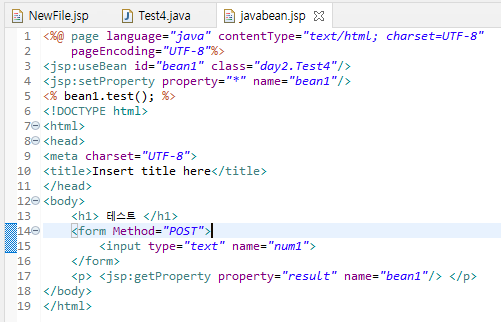 NewFile.jsp Test4.java javabean.jsp
1 <%@ page language="java" contentType="text/html; charset=UTF-8"
2 pageEncoding="UTF-8"%>
3 <jsp:useBean id="bean1" class="day2.Test4"/>
4 <jsp:setProperty property="*" name="bean1"/>
5 <% bean1.test(); %>
6 <!DOCTYPE html>
7 <html>
8 <head>
9 <meta charset="UTF-8">
10 <title>Insert title here</title>
11 </head>
12 <body>
13 <h1> 테스트 </h1>
14 <form Method="POST">
15 <input type="text" name="num1">
16 </form>
17 <p> <jsp:getProperty property="result" name="bean1"/> </p>
18 </body>
19 </html>